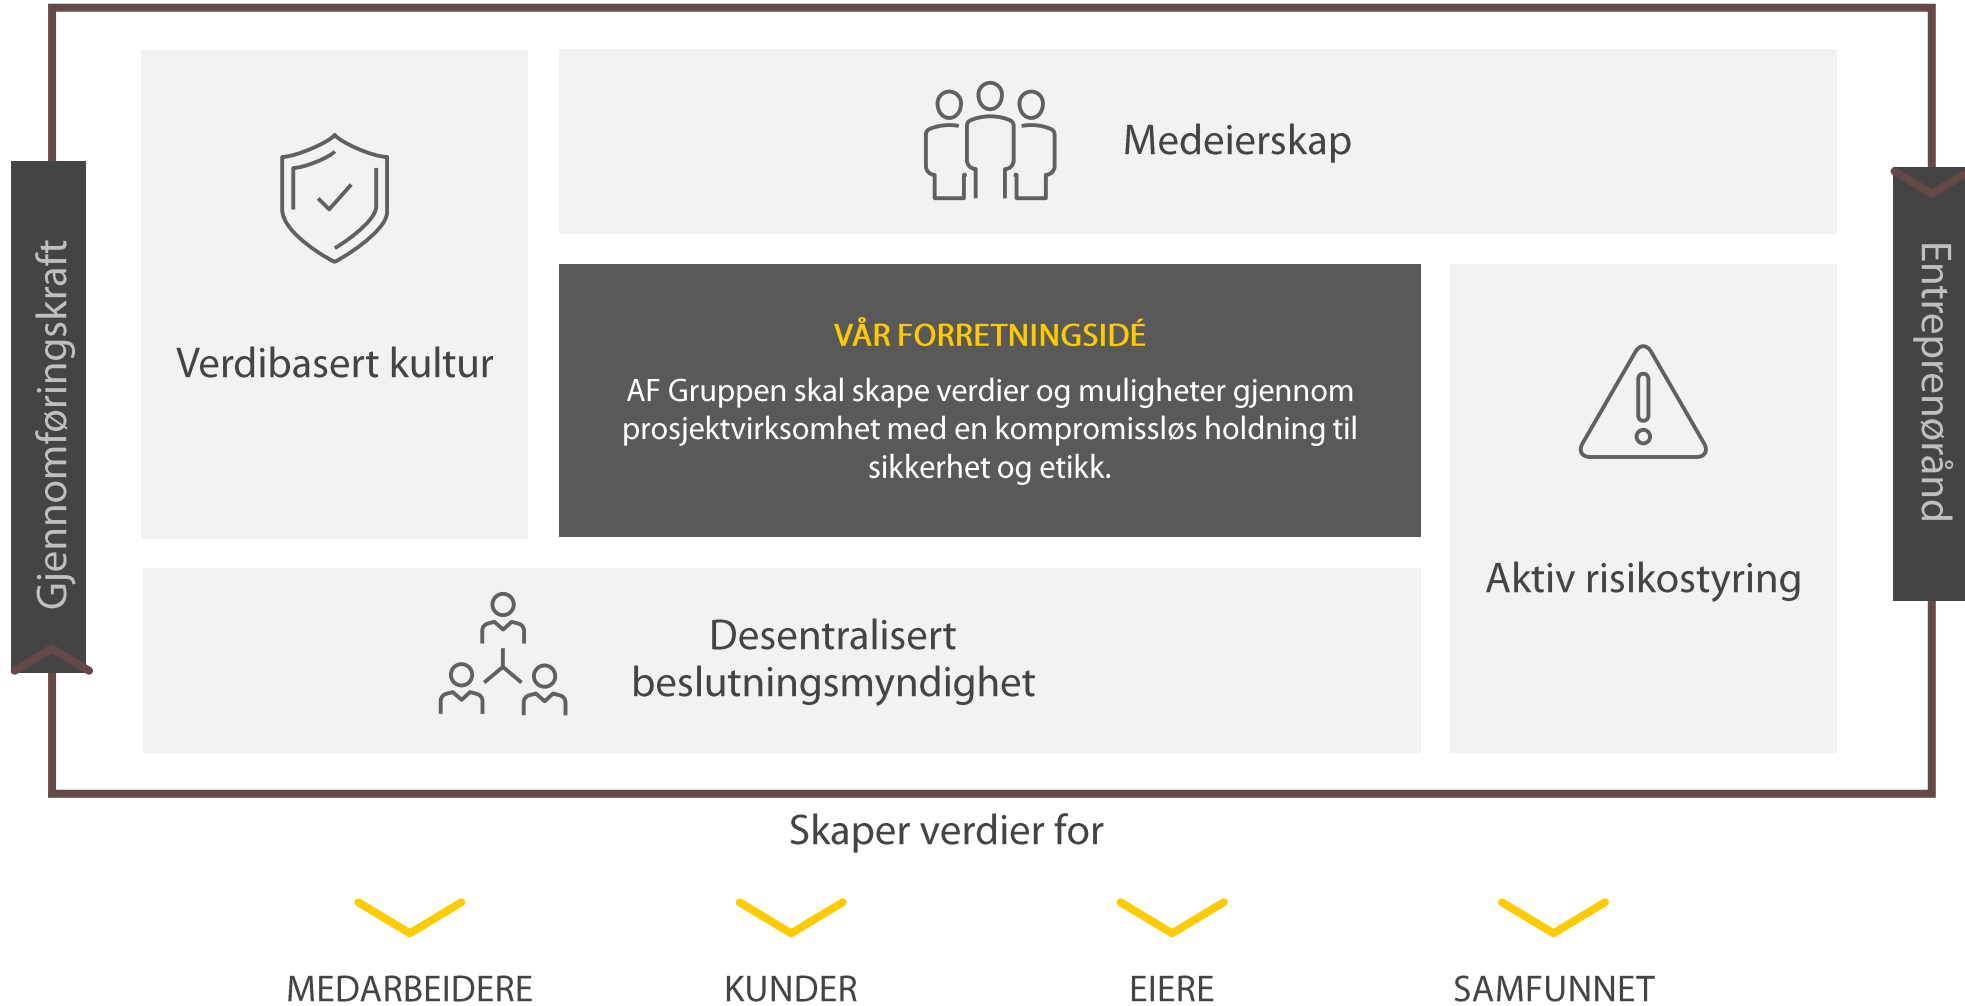 Gjennomføringskraft
Verdibasert kultur
Medeierskap
VÅR FORRETNINGSIDÉ
AF Gruppen skal skape verdier og muligheter gjennom
prosjektvirksomhet med en kompromissløs holdning til
sikkerhet og etikk.
Aktiv risikostyring
Desentralisert
beslutningsmyndighet
Entreprenørånd
Skaper verdier for
MEDARBEIDERE
KUNDER
EIERE
SAMFUNNET